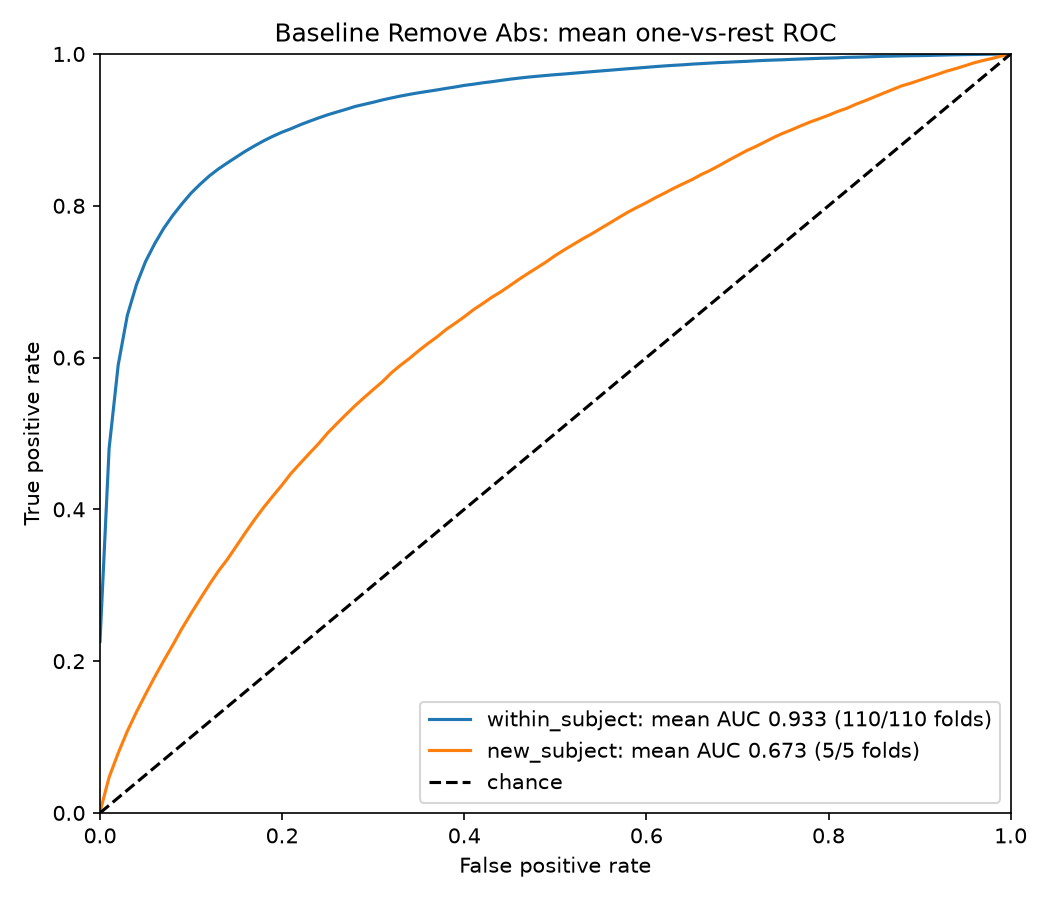 Baseline Remove Abs: mean one-vs-rest ROC
1.0
0.8
0.6
0.4
0.2
0.0
True positive rate
within_subject: mean AUC 0.933 (110/110 folds)
new_subject: mean AUC 0.673 (5/5 folds)
chance
0.0 0.2 0.4 0.6 0.8 1.0
False positive rate